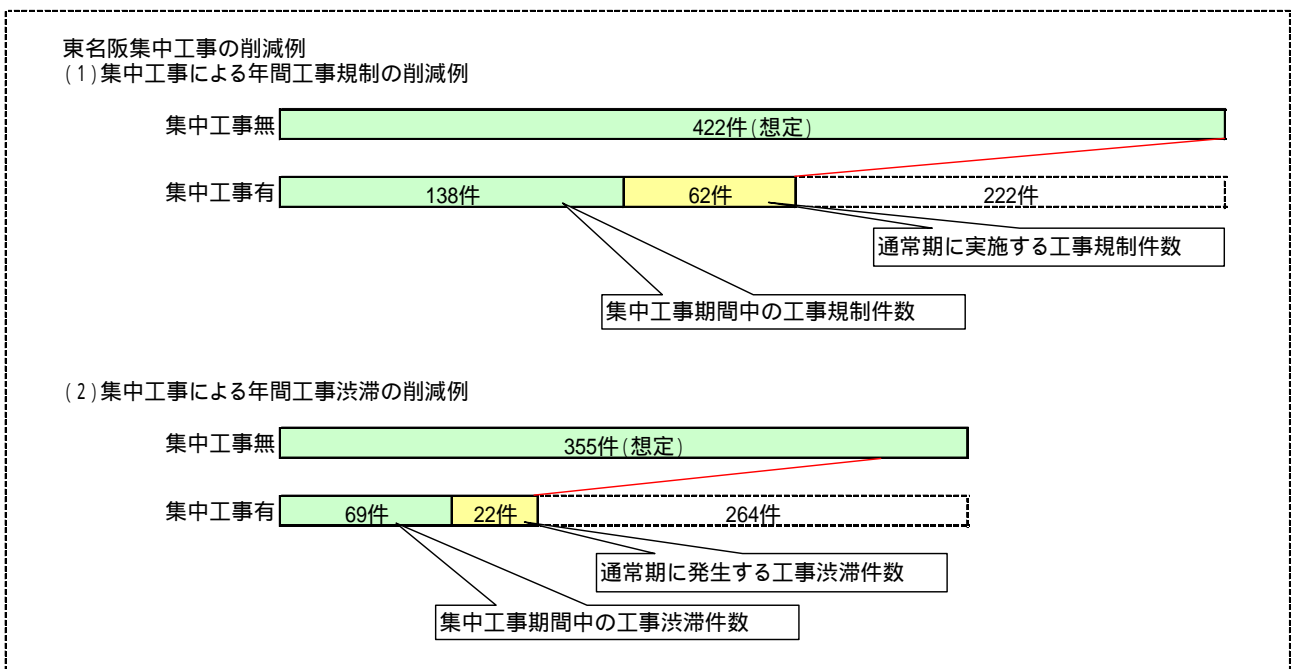 東名阪集中工事の削減例
(1)集中工事による年間工事規制の削減例
集中工事無
422件(想定)
集中工事有
138件
62件
222件
通常期に実施する工事規制件数
集中工事期間中の工事規制件数
(2)集中工事による年間工事渋滞の削減例
集中工事無
355件(想定)
集中工事有
69件
22件
264件
通常期に発生する工事渋滞件数
集中工事期間中の工事渋滞件数